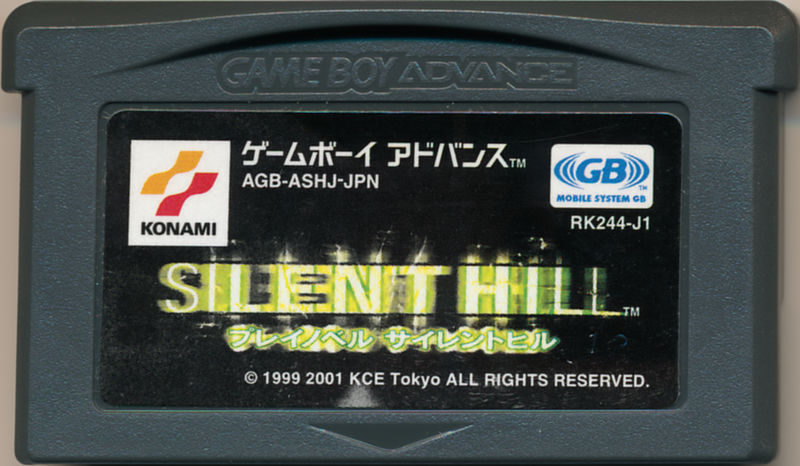 GAME BOY ADVANCE
KONAMI
ゲームボーイ アドバンス™
AGB-ASHJ-JPN
GB™
MOBILE SYSTEM GB
RK244-J1
SILENT HILL™
プレイノベル サイレントヒル
© 1999 2001 KCE Tokyo ALL RIGHTS RESERVED.